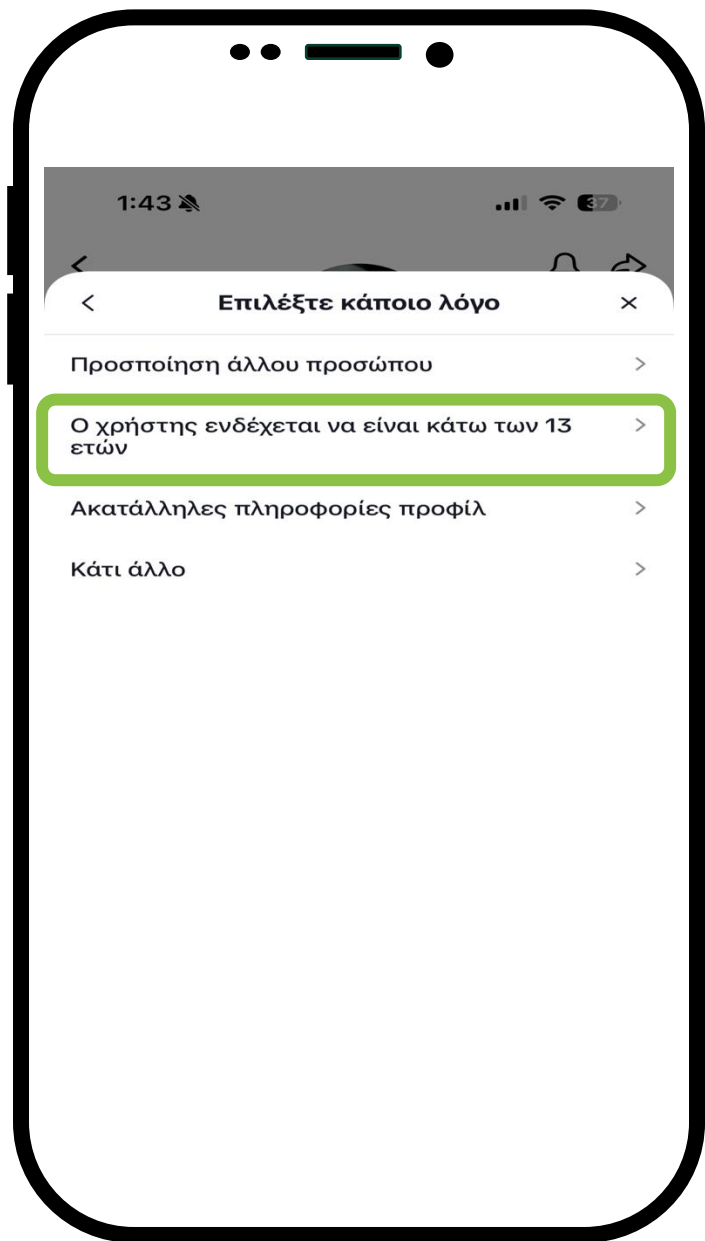 1:43
37
Επιλέξτε κάποιο λόγο
Προσποίηση άλλου προσώπου
Ο χρήστης ενδέχεται να είναι κάτω των 13
ετών
Ακατάλληλες πληροφορίες προφίλ
Κάτι άλλο